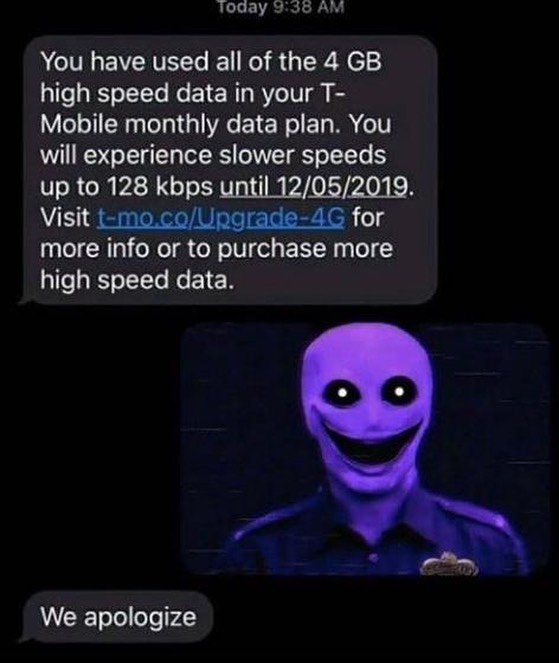 Today 9:38 AM
You have used all of the 4 GB
high speed data in your T-
Mobile monthly data plan. You
will experience slower speeds
up to 128 kbps until 12/05/2019.
Visit t-mo.co/Upgrade-4G for
more info or to purchase more
high speed data.
We apologize